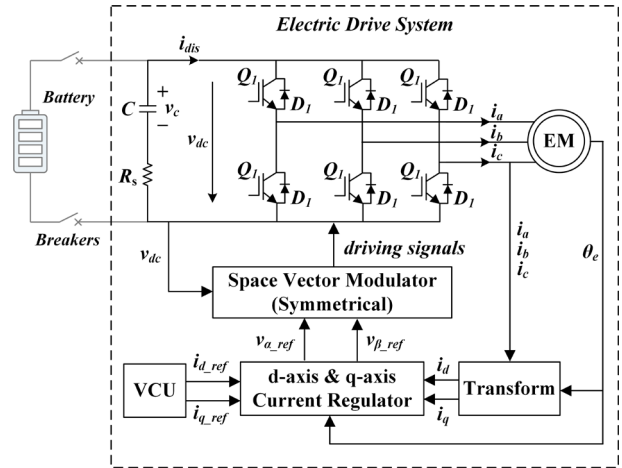 Electric Drive System
i_dis
Battery
C
+
v_c
−
R_s
v_dc
Q_1
D_1
Q_1
D_1
Q_1
D_1
Q_1
D_1
Q_1
D_1
Q_1
D_1
i_a
i_b
i_c
EM
Breakers
v_dc
driving signals
i_a
i_b
i_c
θ_e
Space Vector Modulator
(Symmetrical)
v_α_ref
v_β_ref
VCU
i_d_ref
i_q_ref
d-axis & q-axis
Current Regulator
i_d
i_q
Transform